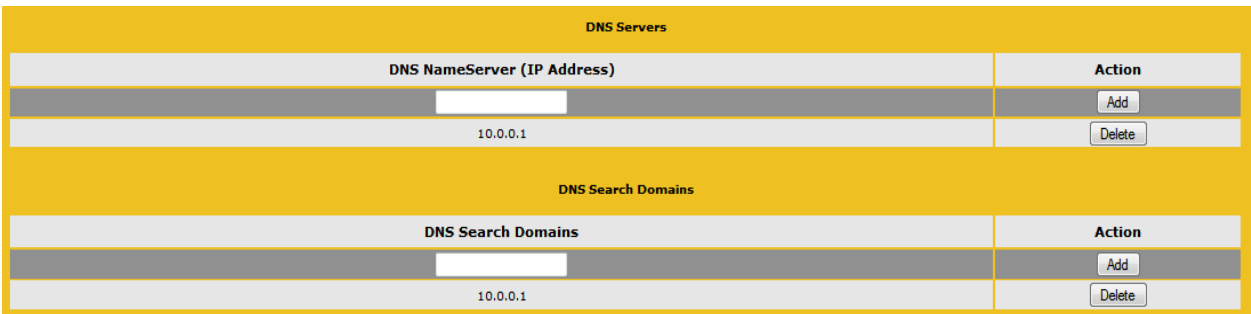 DNS Servers
DNS NameServer (IP Address) Action
Add
10.0.0.1 Delete
DNS Search Domains
DNS Search Domains Action
Add
10.0.0.1 Delete